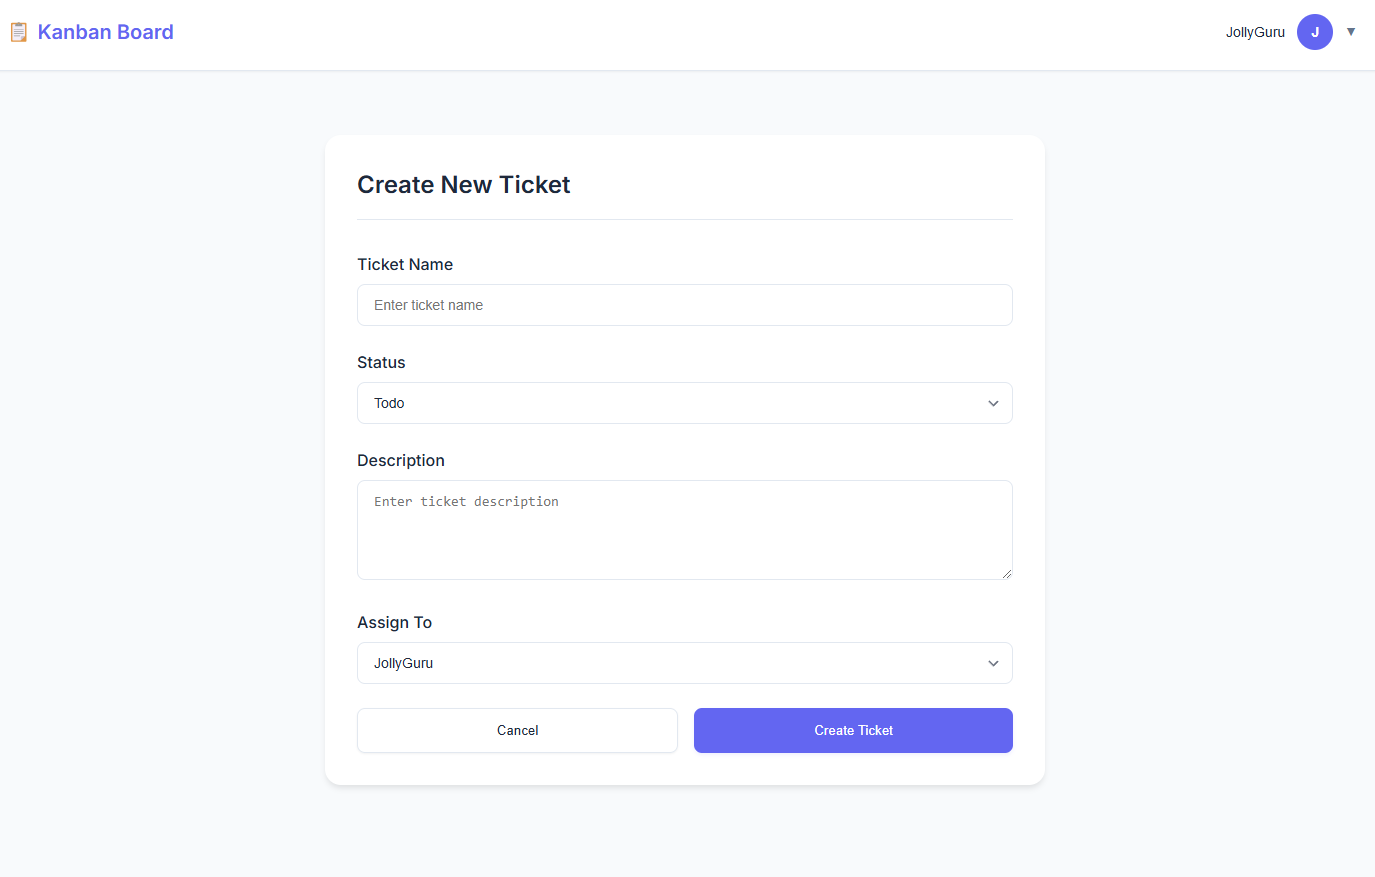 Kanban Board
JollyGuru
J
Create New Ticket
Ticket Name
Enter ticket name
Status
Todo
Description
Enter ticket description
Assign To
JollyGuru
Cancel
Create Ticket